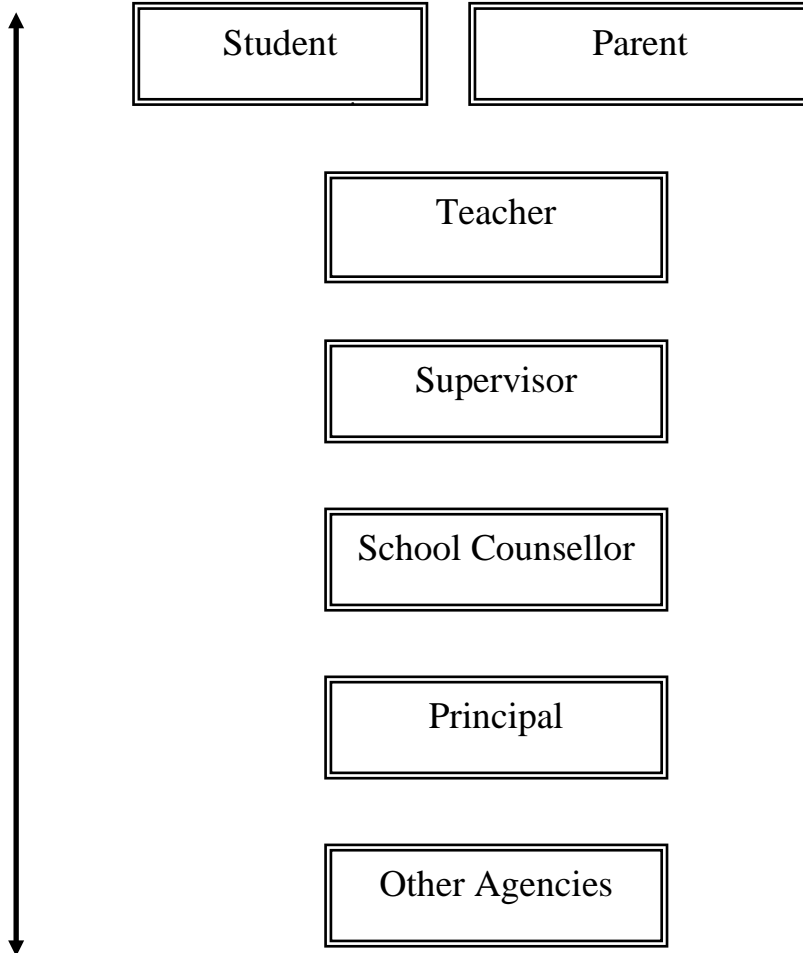 Student
Parent
Teacher
Supervisor
School Counsellor
Principal
Other Agencies